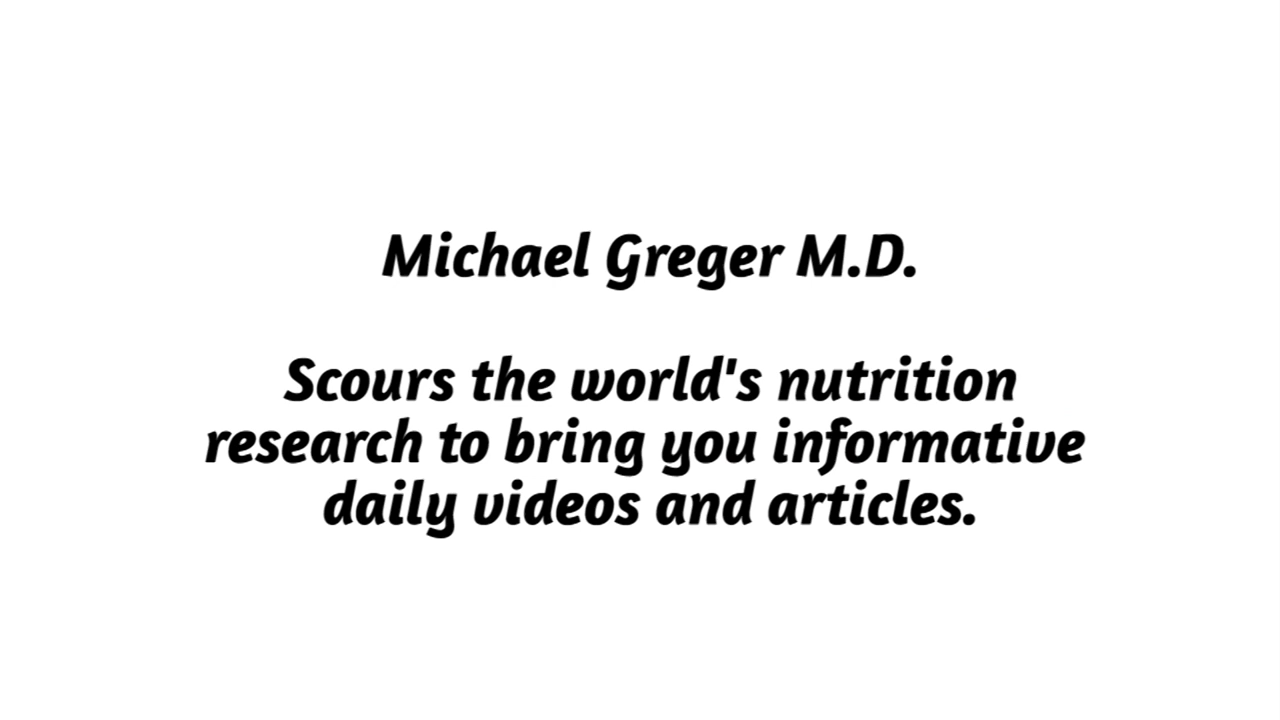 Michael Greger M.D.
Scours the world's nutrition
research to bring you informative
daily videos and articles.